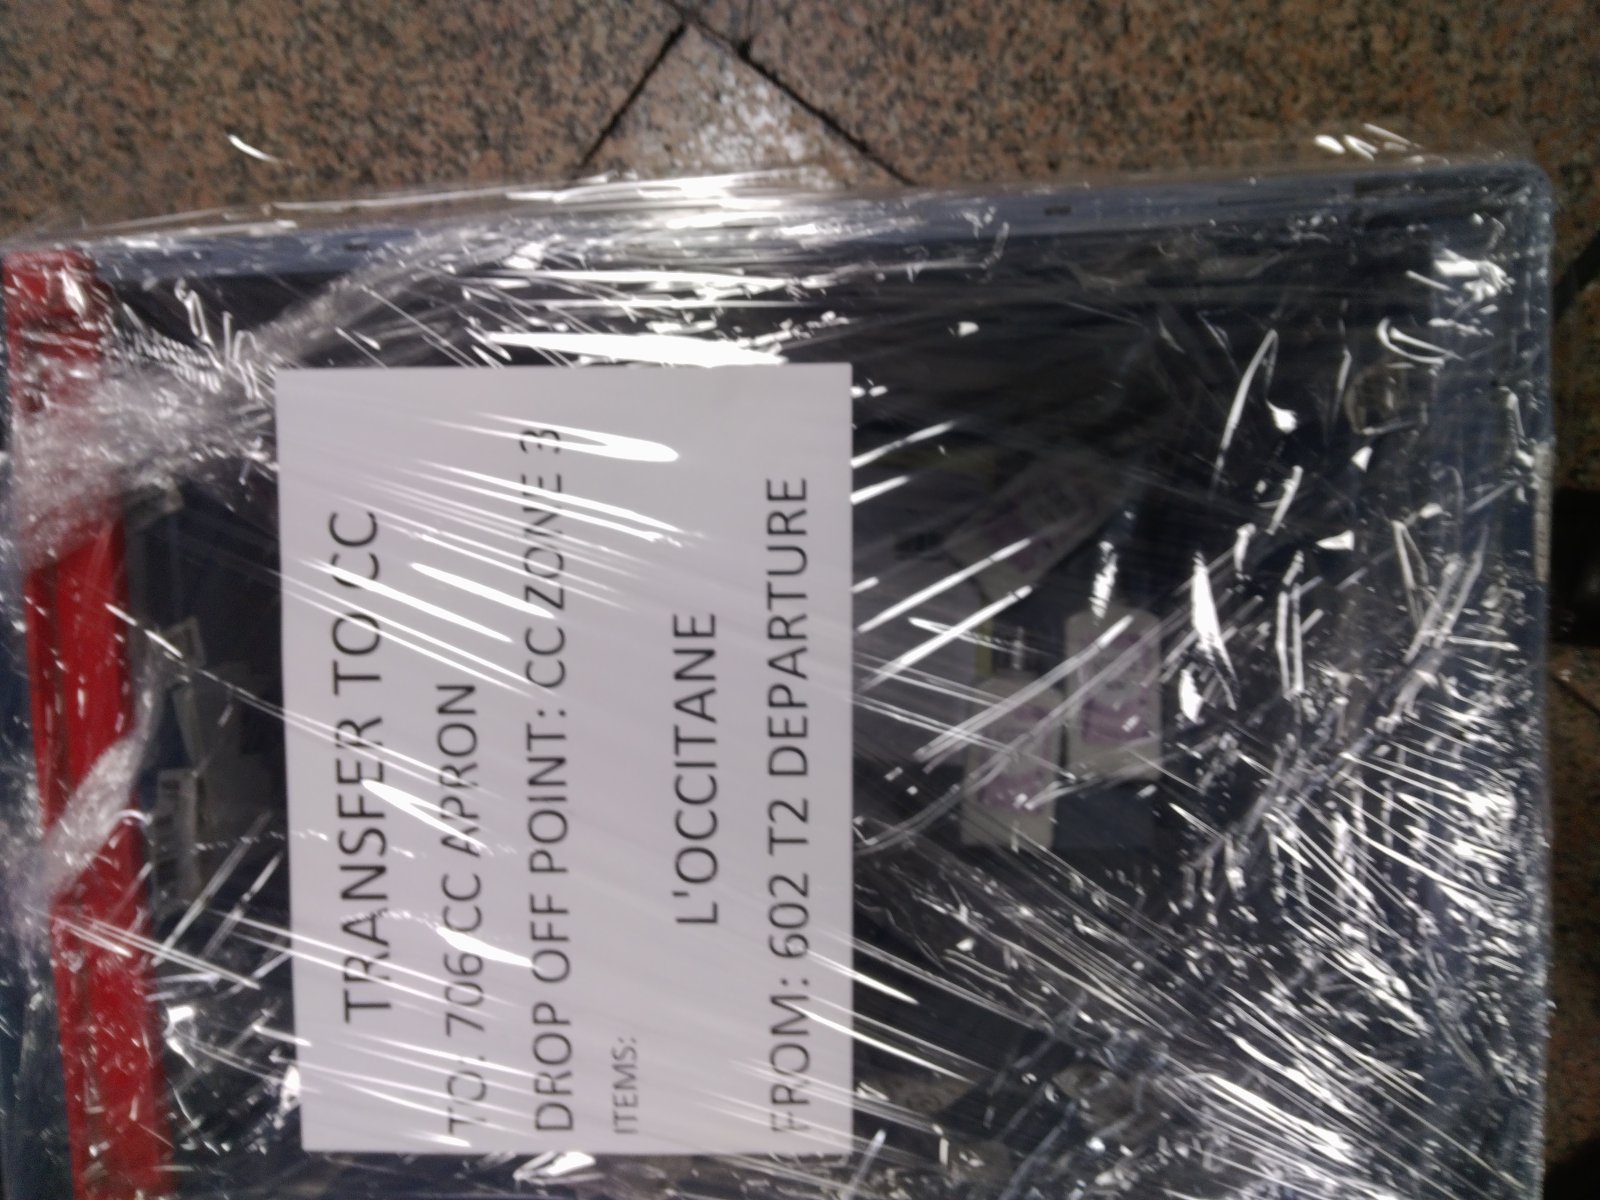 TRANSFER TO CC
TO: 706 CC APRON
DROP OFF POINT: CC ZONE 3
ITEMS:
L'OCCITANE
FROM: 602 T2 DEPARTURE